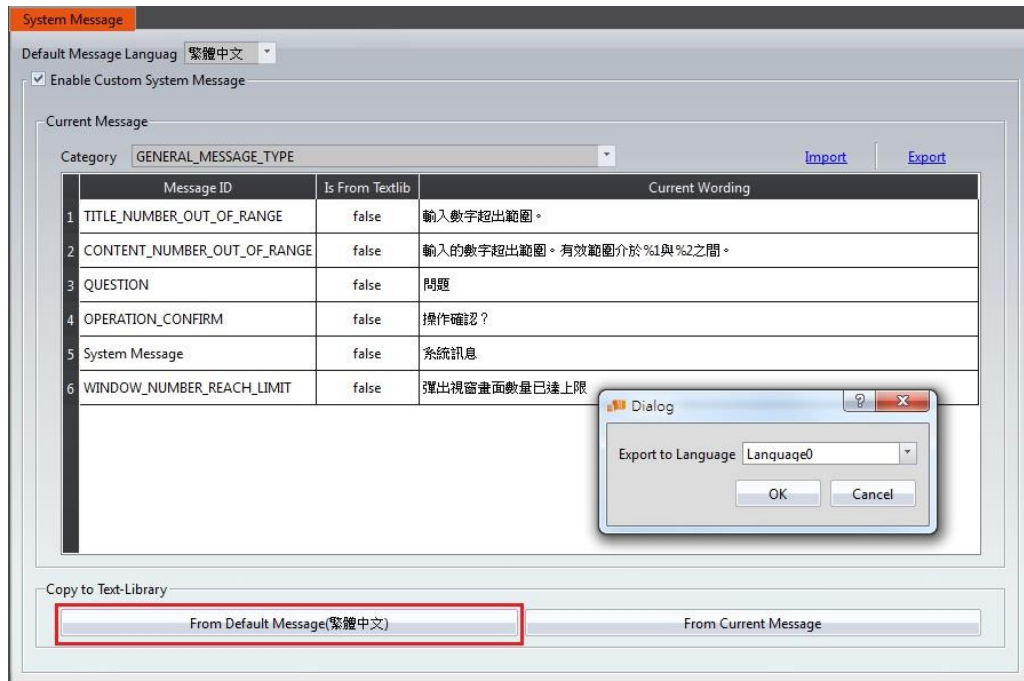 System Message
Default Message Languag 繁體中文
Enable Custom System Message
Current Message
Category GENERAL_MESSAGE_TYPE Import Export
Message ID Is From Textlib Current Wording
1 TITLE_NUMBER_OUT_OF_RANGE false 輸入數字超出範圍。
2 CONTENT_NUMBER_OUT_OF_RANGE false 輸入的數字超出範圍。有效範圍介於%1與%2之間。
3 QUESTION false 問題
4 OPERATION_CONFIRM false 操作確認？
5 System Message false 系統訊息
6 WINDOW_NUMBER_REACH_LIMIT false 彈出視窗畫面數量已達上限
Dialog
Export to Language Language0
OK Cancel
Copy to Text-Library
From Default Message(繁體中文) From Current Message